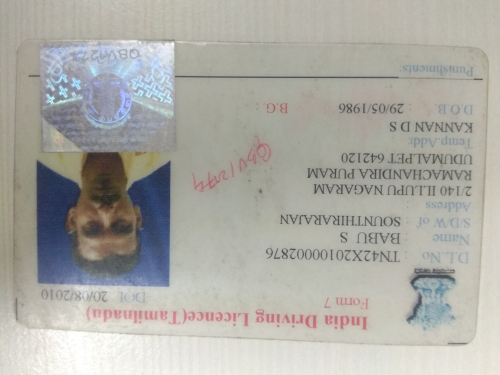 India Driving Licence(Tamilnadu)
Form 7
DOI 20/08/2010
D.L.No TN42X20100002876
Name BABU S
S/D/W of SOUNTHIRARAJAN
Address
2/140 ILLUPU NAGARAM
RAMACHANDIRA PURAM
UDUMALPET 642120
Temp.Addr
KANNAN D S
D.O.B. 29/05/1986 B.G
Punishments: